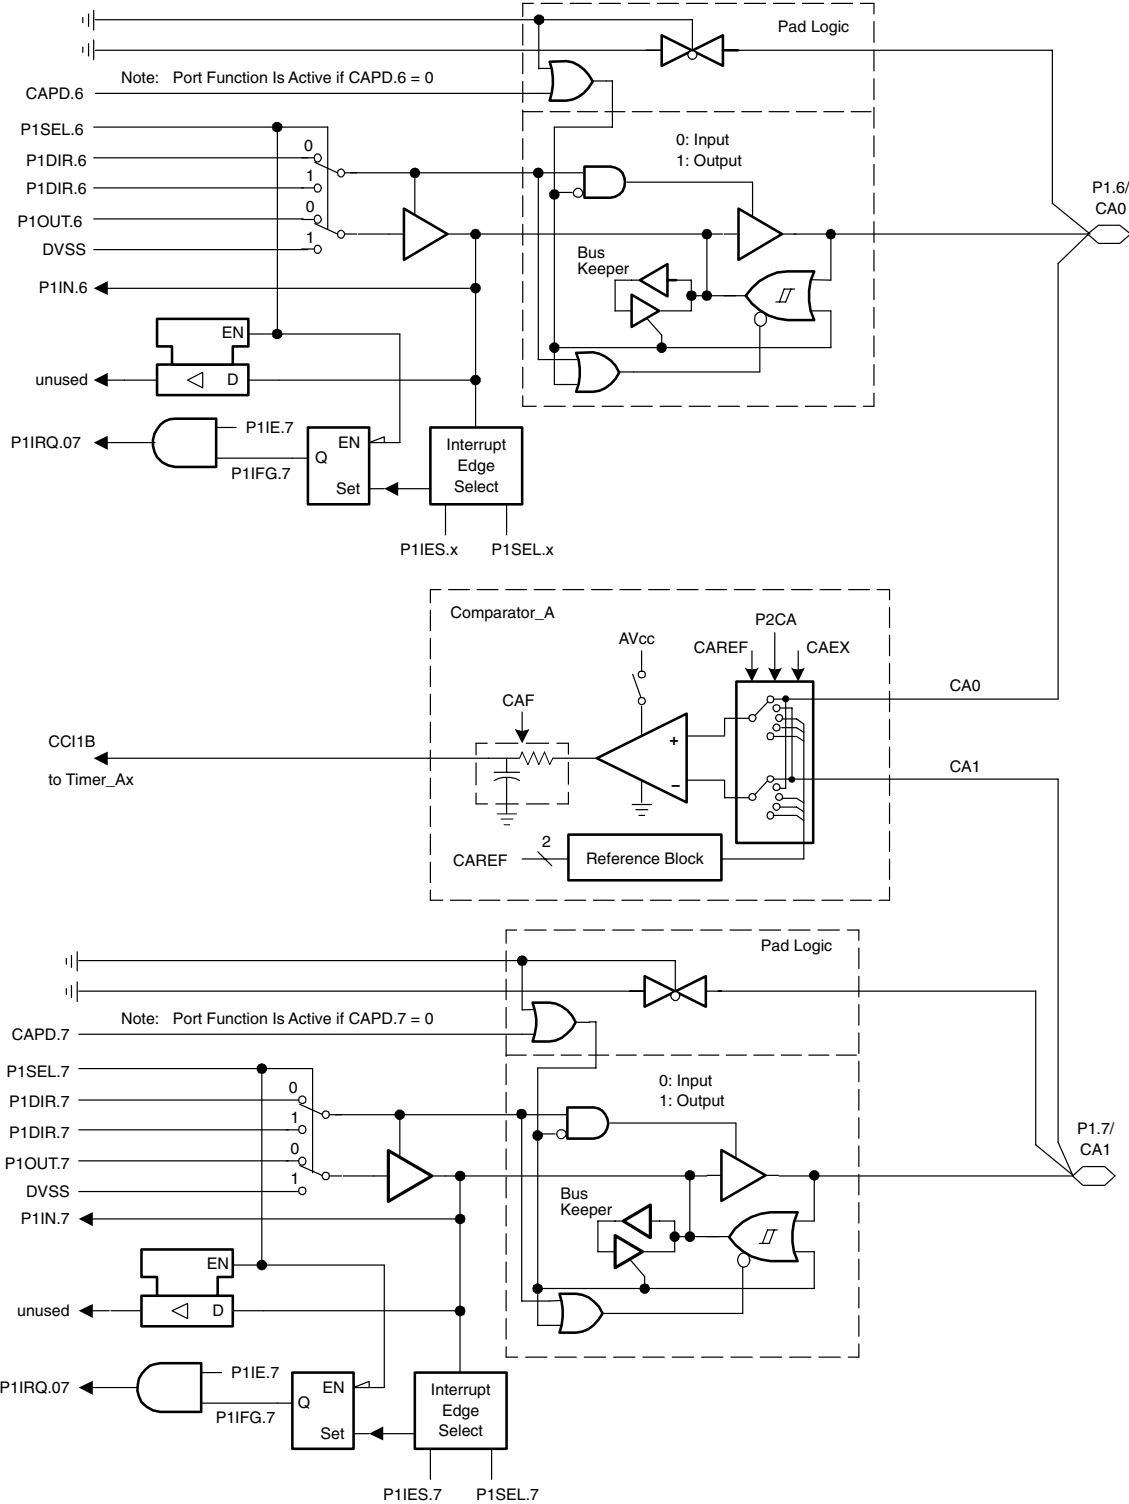 Pad Logic
Note: Port Function Is Active if CAPD.6 = 0
CAPD.6
P1SEL.6
0: Input
1: Output
0
P1DIR.6
1
P1DIR.6
P1.6/
CA0
0
P1OUT.6
1
DVSS
Bus
Keeper
P1IN.6
EN
unused
D
P1IE.7
P1IRQ.07
EN
Q
P1IFG.7
Set
Interrupt
Edge
Select
P1IES.x
P1SEL.x
Comparator_A
P2CA
AVcc
CAREF
CAEX
CA0
CAF
CCI1B
to Timer_Ax
+
−
CA1
2
CAREF
Reference Block
Pad Logic
Note: Port Function Is Active if CAPD.7 = 0
CAPD.7
P1SEL.7
0: Input
1: Output
0
P1DIR.7
1
P1DIR.7
P1.7/
CA1
0
P1OUT.7
1
DVSS
Bus
Keeper
P1IN.7
EN
unused
D
P1IE.7
P1IRQ.07
EN
Q
P1IFG.7
Set
Interrupt
Edge
Select
P1IES.7
P1SEL.7